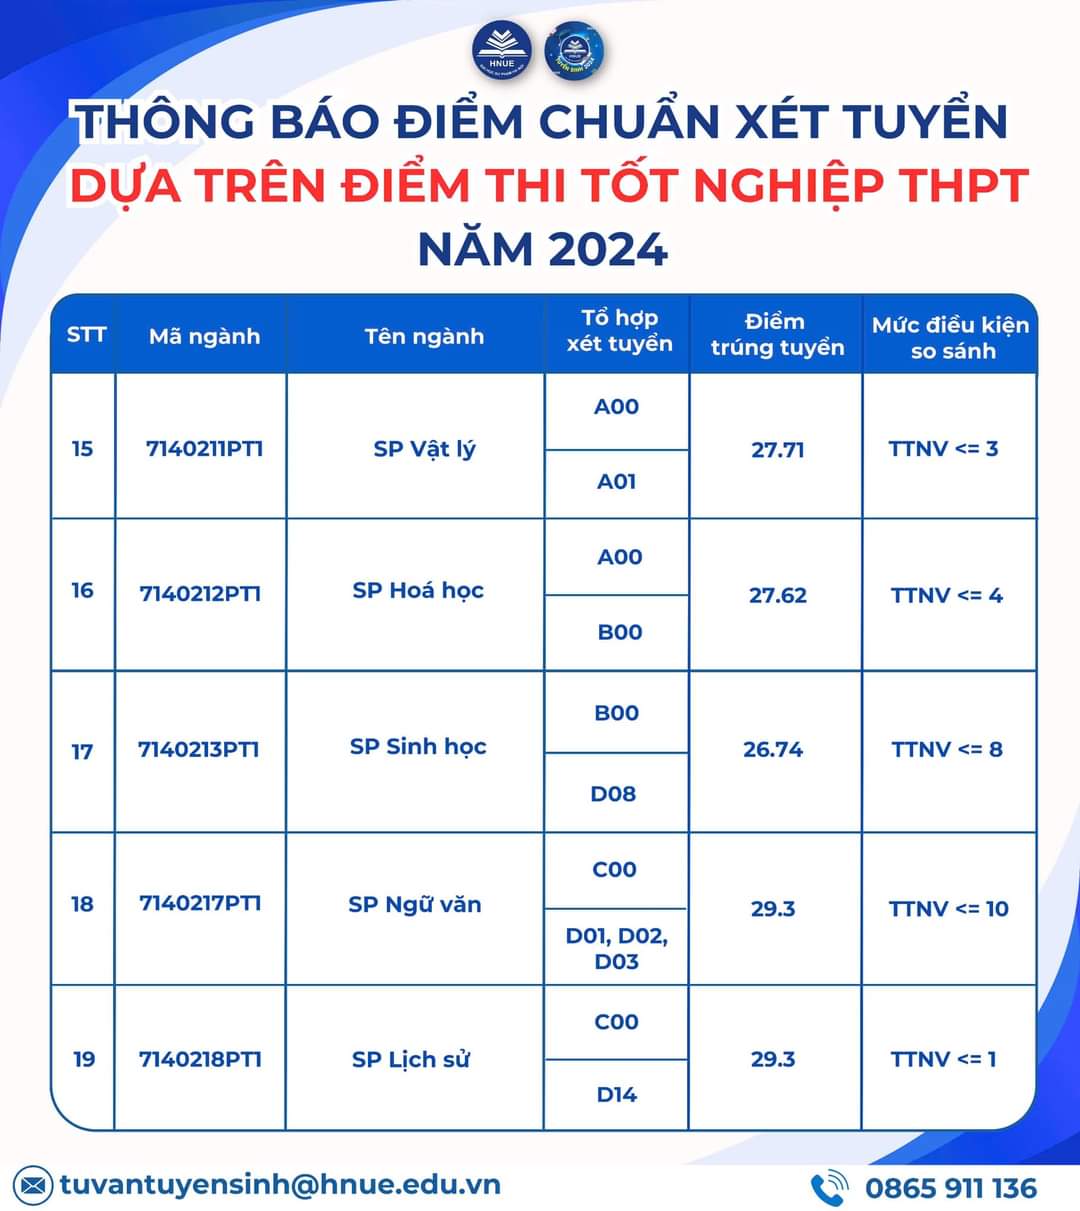 HNUE
HNUE
TUYỂN SINH 2024
THÔNG BÁO ĐIỂM CHUẨN XÉT TUYỂN
DỰA TRÊN ĐIỂM THI TỐT NGHIỆP THPT
NĂM 2024
STT Mã ngành Tên ngành Tổ hợp xét tuyển Điểm trúng tuyển Mức điều kiện so sánh
15 7140211PT1 SP Vật lý A00 27.71 TTNV <= 3
A01
16 7140212PT1 SP Hoá học A00 27.62 TTNV <= 4
B00
17 7140213PT1 SP Sinh học B00 26.74 TTNV <= 8
D08
18 7140217PT1 SP Ngữ văn C00 29.3 TTNV <= 10
D01, D02,
D03
19 7140218PT1 SP Lịch sử C00 29.3 TTNV <= 1
D14
tuvantuyensinh@hnue.edu.vn 0865 911 136